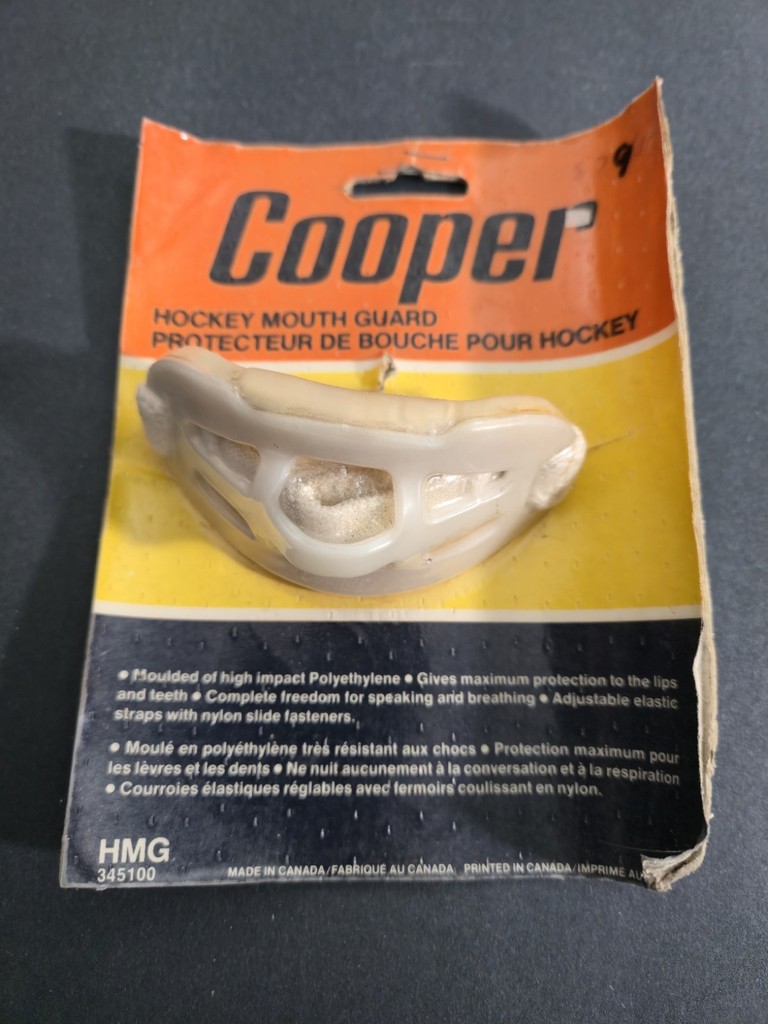 9
Cooper
HOCKEY MOUTH GUARD
PROTECTEUR DE BOUCHE POUR HOCKEY
• Moulded of high impact Polyethylene • Gives maximum protection to the lips
and teeth • Complete freedom for speaking and breathing • Adjustable elastic
straps with nylon slide fasteners.
• Moulé en polyéthylène très résistant aux chocs • Protection maximum pour
les lèvres et les dents • Ne nuit aucunement à la conversation et à la respiration
• Courroies élastiques réglables avec fermoirs coulissant en nylon.
HMG
345100
MADE IN CANADA/FABRIQUÉ AU CANADA PRINTED IN CANADA/IMPRIMÉ AU